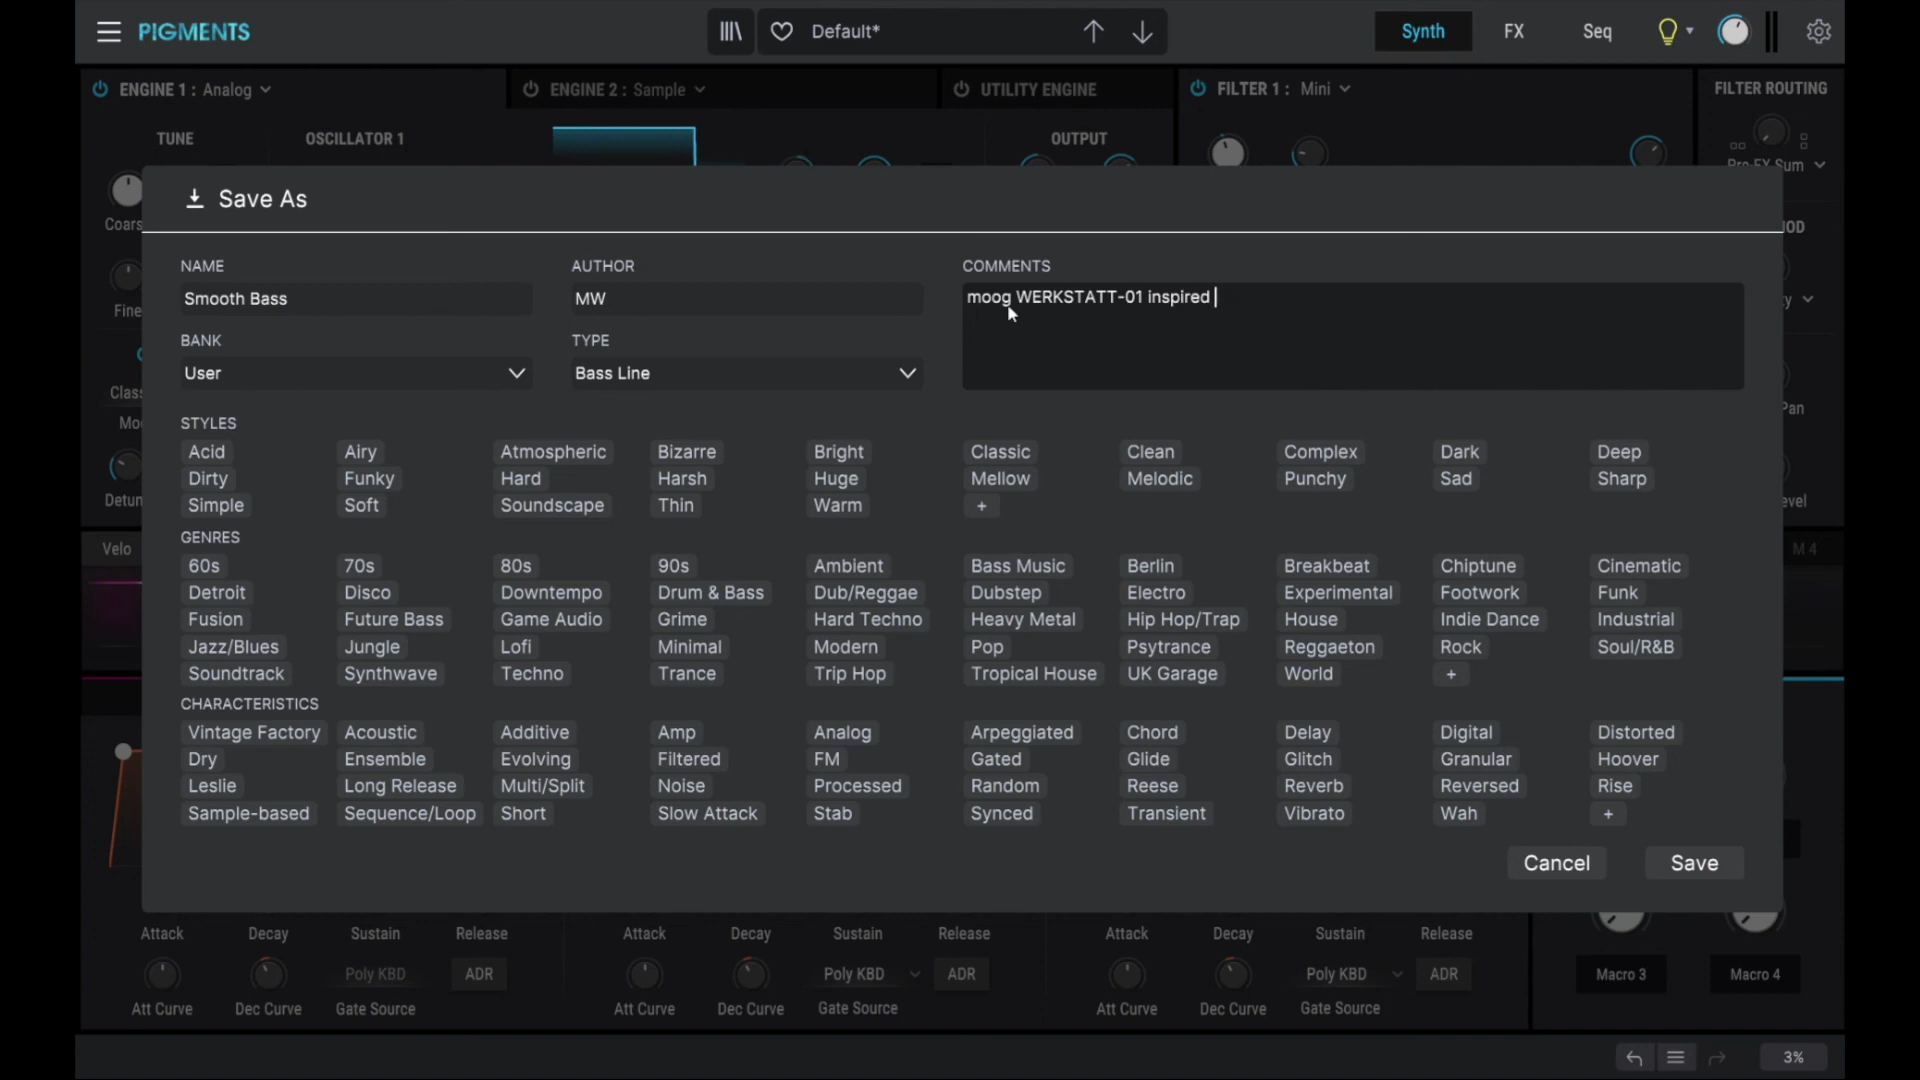 PIGMENTS
Default*
Synth
FX
Seq
ENGINE 1 : Analog
ENGINE 2 : Sample
UTILITY ENGINE
FILTER 1 : Mini
FILTER ROUTING
TUNE
OSCILLATOR 1
OUTPUT
Save As
NAME
AUTHOR
COMMENTS
Smooth Bass
MW
moog WERKSTATT-01 inspired
BANK
TYPE
User
Bass Line
STYLES
Acid Airy Atmospheric Bizarre Bright Classic Clean Complex Dark Deep
Dirty Funky Hard Harsh Huge Mellow Melodic Punchy Sad Sharp
Simple Soft Soundscape Thin Warm +
GENRES
60s 70s 80s 90s Ambient Bass Music Berlin Breakbeat Chiptune Cinematic
Detroit Disco Downtempo Drum & Bass Dub/Reggae Dubstep Electro Experimental Footwork Funk
Fusion Future Bass Game Audio Grime Hard Techno Heavy Metal Hip Hop/Trap House Indie Dance Industrial
Jazz/Blues Jungle Lofi Minimal Modern Pop Psytrance Reggaeton Rock Soul/R&B
Soundtrack Synthwave Techno Trance Trip Hop Tropical House UK Garage World +
CHARACTERISTICS
Vintage Factory Acoustic Additive Amp Analog Arpeggiated Chord Delay Digital Distorted
Dry Ensemble Evolving Filtered FM Gated Glide Glitch Granular Hoover
Leslie Long Release Multi/Split Noise Processed Random Reese Reverb Reversed Rise
Sample-based Sequence/Loop Short Slow Attack Stab Synced Transient Vibrato Wah +
Cancel
Save
Velo
M 4
Attack Decay Sustain Release Attack Decay Sustain Release Attack Decay Sustain Release
Poly KBD ADR Poly KBD ADR Poly KBD ADR Macro 3 Macro 4
Att Curve Dec Curve Gate Source Att Curve Dec Curve Gate Source Att Curve Dec Curve Gate Source
3%